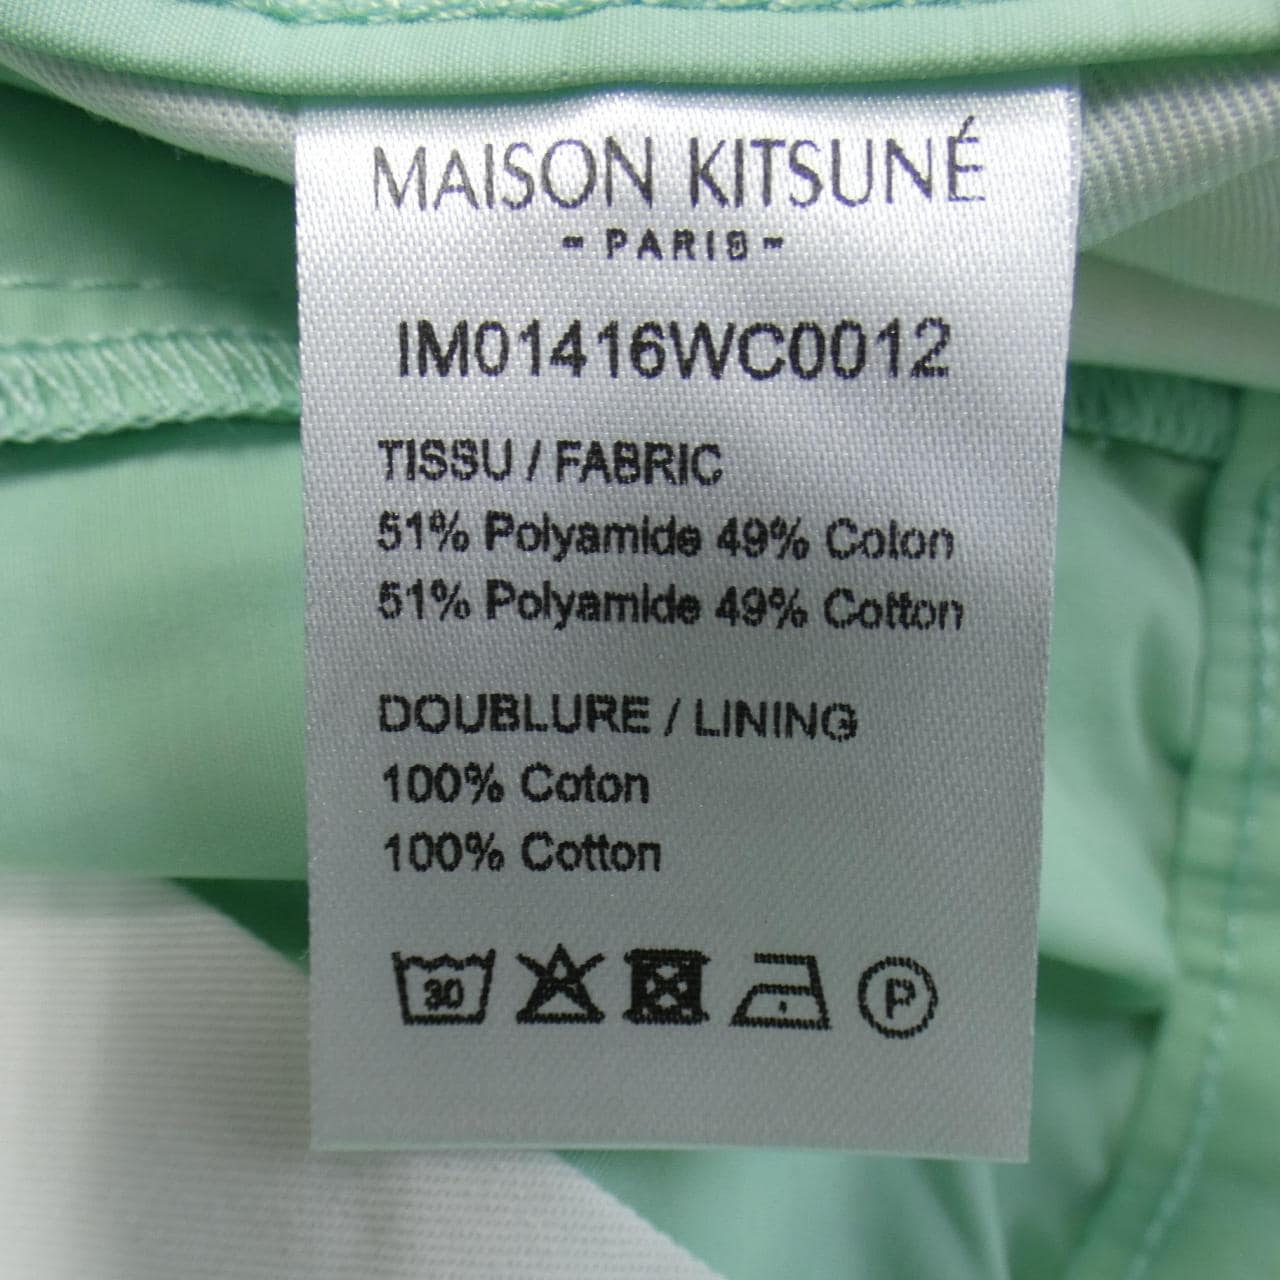 MAISON KITSUNÉ
- PARIS -
IM01416WC0012
TISSU / FABRIC
51% Polyamide 49% Coton
51% Polyamide 49% Cotton
DOUBLURE / LINING
100% Coton
100% Cotton
30 P